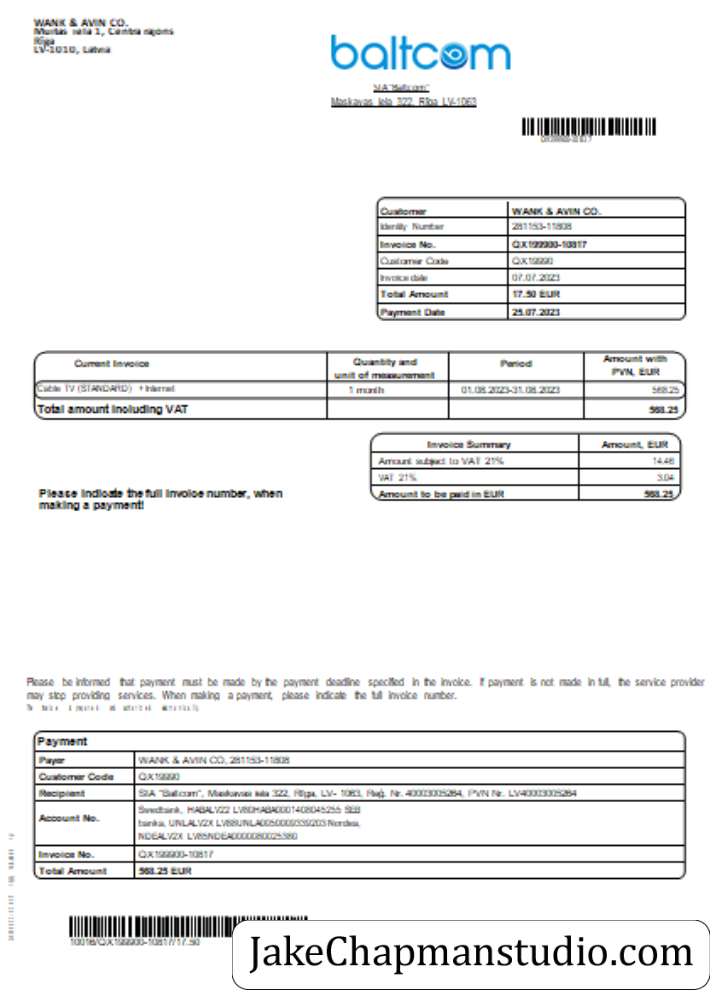 WANK & AVIN CO.
Muitas iela 1, Centra rajons
Rīga
LV-1010, Latvia
baltcom
SIA "Baltcom"
Maskavas iela 322, Rīga LV-1063
Customer WANK & AVIN CO.
Identity Number 281153-11808
Invoice No. QX199900-10817
Customer Code QX19990
Invoice date 07.07.2023
Total Amount 17.50 EUR
Payment Date 25.07.2023
Current Invoice Quantity and unit of measurement Period Amount with PVN, EUR
Cable TV (STANDARD) + Internet 1 month 01.08.2023-31.08.2023 568.25
Total amount including VAT 568.25
Invoice Summary Amount, EUR
Amount subject to VAT 21% 14.46
VAT 21% 3.04
Amount to be paid in EUR 568.25
Please indicate the full invoice number, when
making a payment!
Please be informed that payment must be made by the payment deadline specified in the invoice. If payment is not made in full, the service provider
may stop providing services. When making a payment, please indicate the full invoice number.
Payment
Payer WANK & AVIN CO, 281153-11808
Customer Code QX19990
Recipient SIA "Baltcom", Maskavas iela 322, Rīga, LV- 1063, Reģ. Nr. 40003005264, PVN Nr. LV40003005264
Account No. Swedbank, HABALV22 LV60HABA0001408045255 SEB
banka, UNLALV2X LV88UNLA0050009339203 Nordea,
NDEALV2X LV85NDEA0000080025380
Invoice No. QX199900-10817
Total Amount 568.25 EUR
10016/QX199900-10817/17.50
JakeChapmanstudio.com